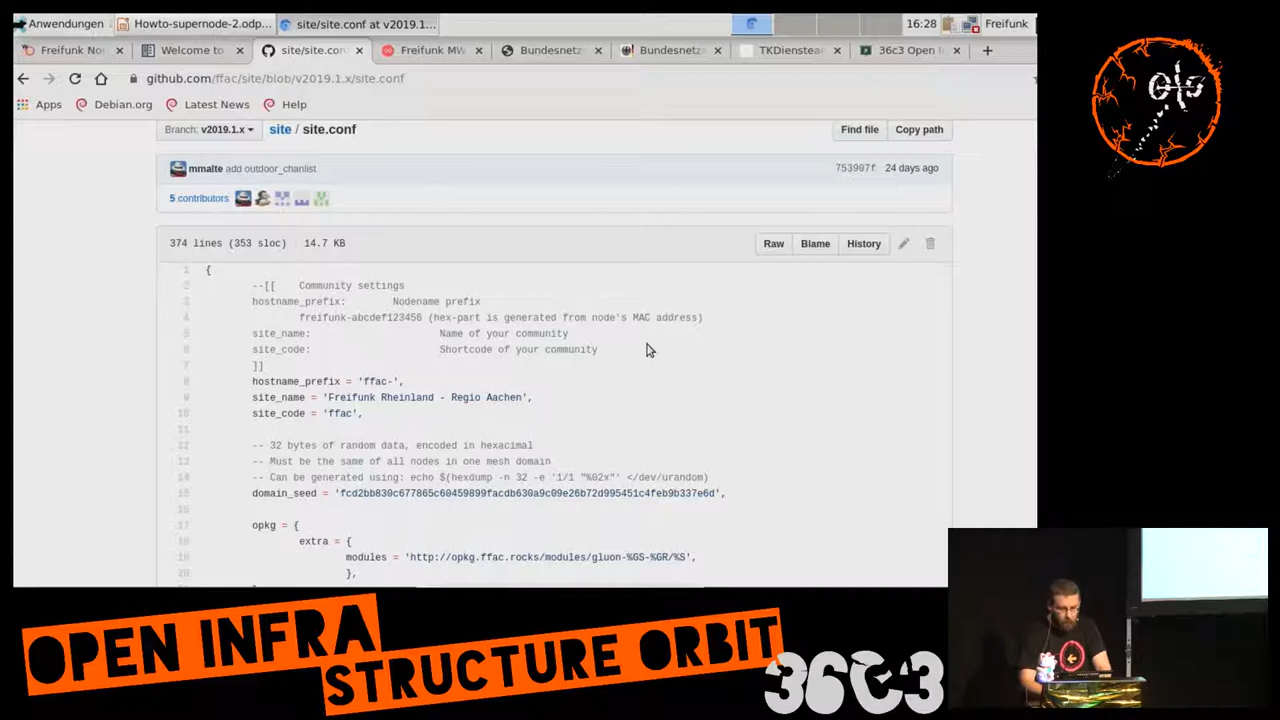 Anwendungen
Howto-supernode-2.odp...
site/site.conf at v2019.1...
16:28
Freifunk
Freifunk No
Welcome to
site/site.con
Freifunk MW
Bundesnetz
Bundesnetz
TKDienstean
36c3 Open I
github.com/ffac/site/blob/v2019.1.x/site.conf
Apps
Debian.org
Latest News
Help
Branch: v2019.1.x
site / site.conf
Find file
Copy path
mmalte add outdoor_chanlist
753907f
24 days ago
5 contributors
374 lines (353 sloc)
14.7 KB
Raw
Blame
History
1 {
2 --[[ Community settings
3 hostname_prefix: Nodename prefix
4 freifunk-abcdef123456 (hex-part is generated from node's MAC address)
5 site_name: Name of your community
6 site_code: Shortcode of your community
7 ]]
8 hostname_prefix = 'ffac-',
9 site_name = 'Freifunk Rheinland - Regio Aachen',
10 site_code = 'ffac',
11
12 -- 32 bytes of random data, encoded in hexacimal
13 -- Must be the same of all nodes in one mesh domain
14 -- Can be generated using: echo $(hexdump -n 32 -e '1/1 "%02x"' </dev/urandom)
15 domain_seed = 'fcd2bb830c677865c60459899facdb630a9c09e26b72d995451c4feb9b337e6d',
16
17 opkg = {
18 extra = {
19 modules = 'http://opkg.ffac.rocks/modules/gluon-%GS-%GR/%S',
20 },
OPEN INFRA
STRUCTURE ORBIT
36C3